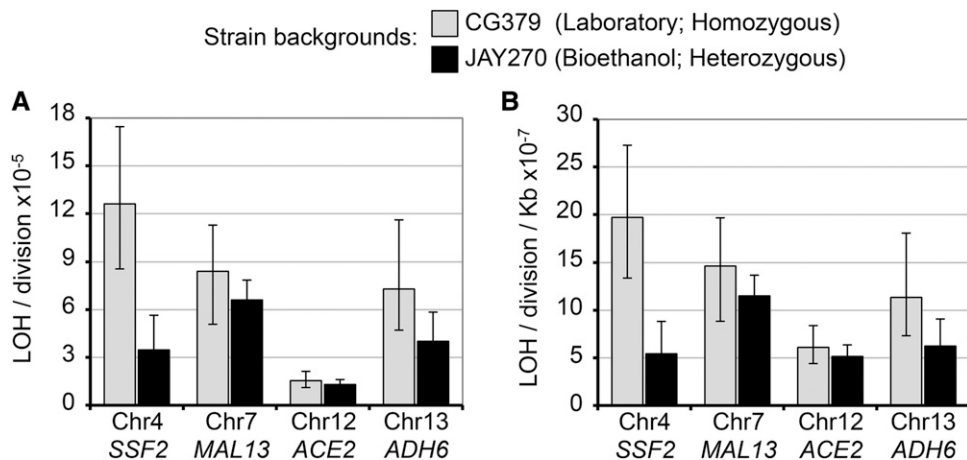 Strain backgrounds:
CG379 (Laboratory; Homozygous)
JAY270 (Bioethanol; Heterozygous)
A
LOH / division x10-5
18
15
12
9
6
3
0
Chr4 Chr7 Chr12 Chr13
SSF2 MAL13 ACE2 ADH6
B
LOH / division / Kb x10-7
30
25
20
15
10
5
0
Chr4 Chr7 Chr12 Chr13
SSF2 MAL13 ACE2 ADH6